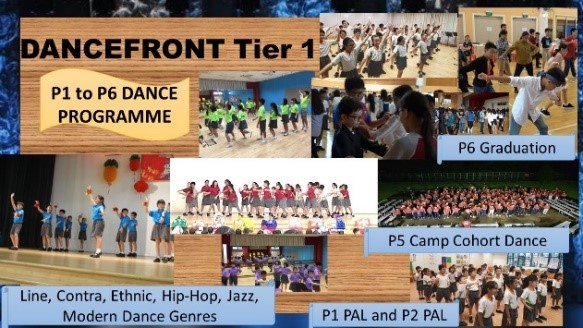 DANCEFRONT Tier 1
P1 to P6 DANCE
PROGRAMME
P6 Graduation
P5 Camp Cohort Dance
Line, Contra, Ethnic, Hip-Hop, Jazz,
Modern Dance Genres
P1 PAL and P2 PAL